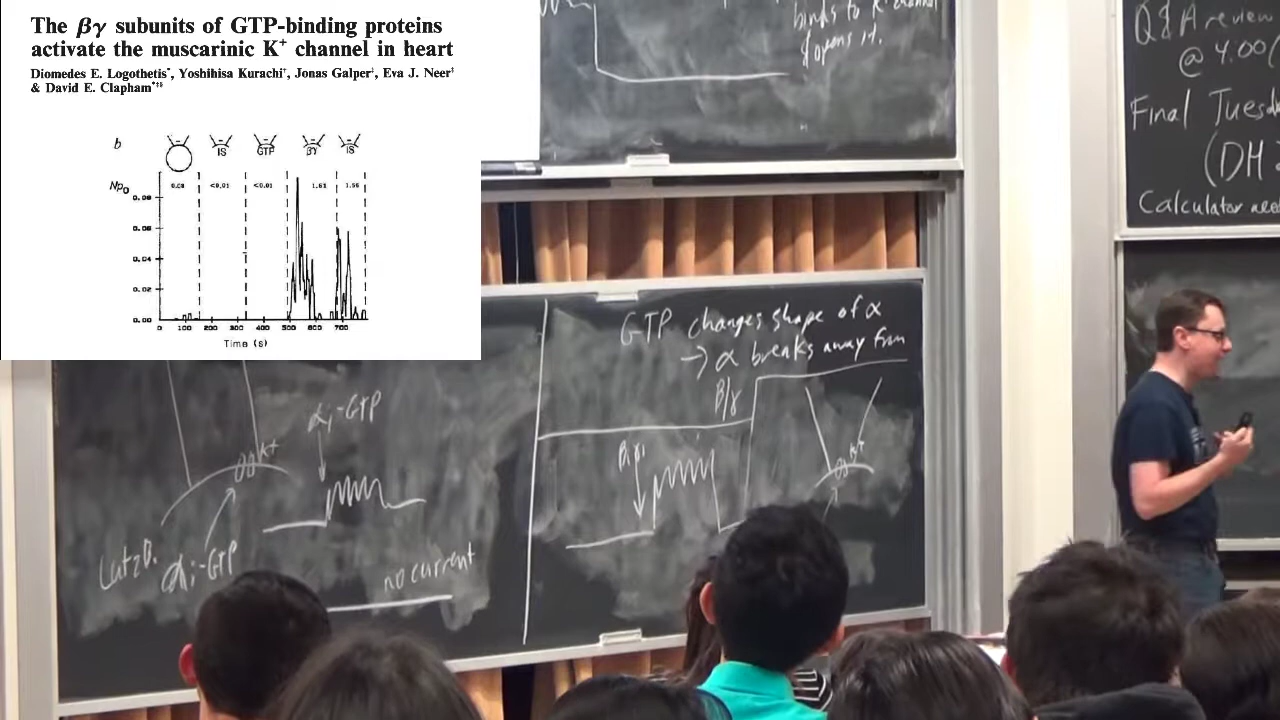 The βγ subunits of GTP-binding proteins
activate the muscarinic K⁺ channel in heart
Diomedes E. Logothetis*, Yoshihisa Kurachi†, Jonas Galper‡, Eva J. Neer‡
& David E. Clapham*
b
IS
GTP
βγ
IS
Npo
0.08
<0.01
<0.01
1.63
1.56
0.08
0.06
0.04
0.02
0.00
0 100 200 300 400 500 600 700
Time (s)
binds to K⁺ channel
& opens it.
Q&A review
@ 4:00
Final Tuesd
(DH
Calculator
GTP changes shape of α
→ α breaks away from
β/γ
αi-GTP
K⁺
αi-GTP
no current
K⁺